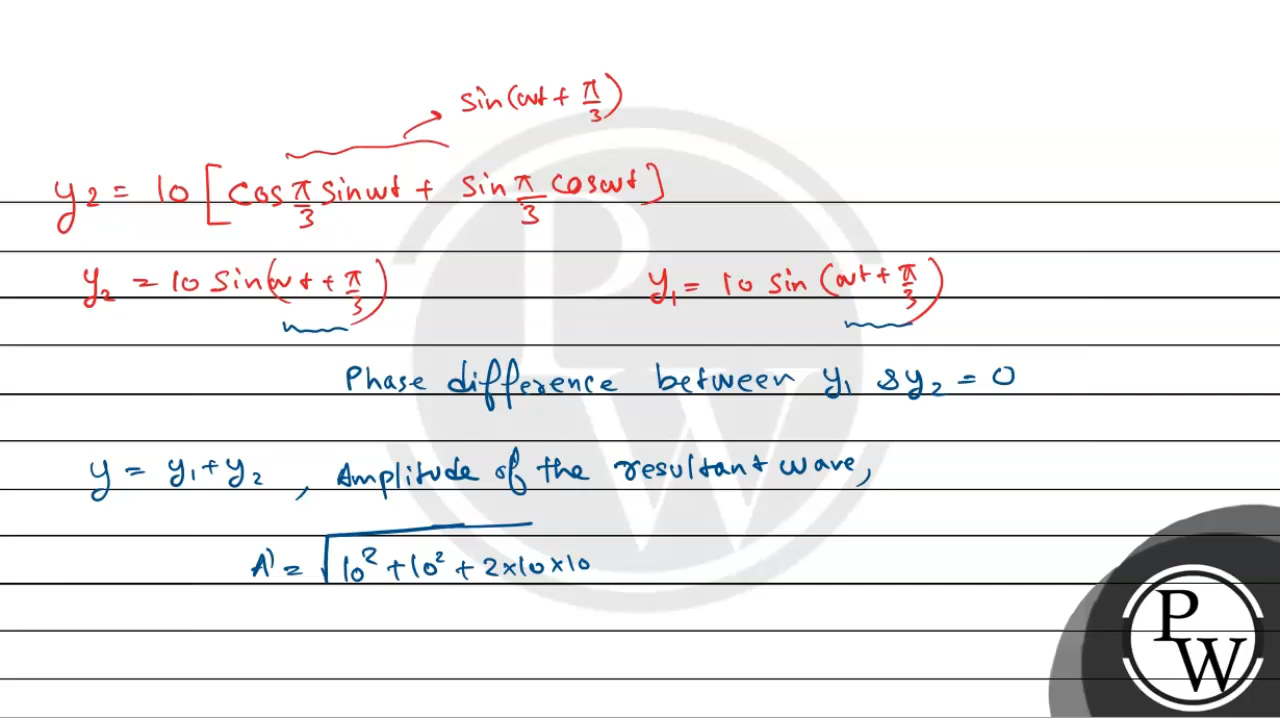 sin(ωt + π/3)
y₂ = 10 [cos π/3 sinωt + sin π/3 cosωt]
y₂ = 10 sin(ωt + π/3) y₁ = 10 sin (ωt + π/3)
Phase difference between y₁ & y₂ = 0
y = y₁ + y₂ , Amplitude of the resultant wave,
A' = √10² + 10² + 2×10×10
P
W
P
W